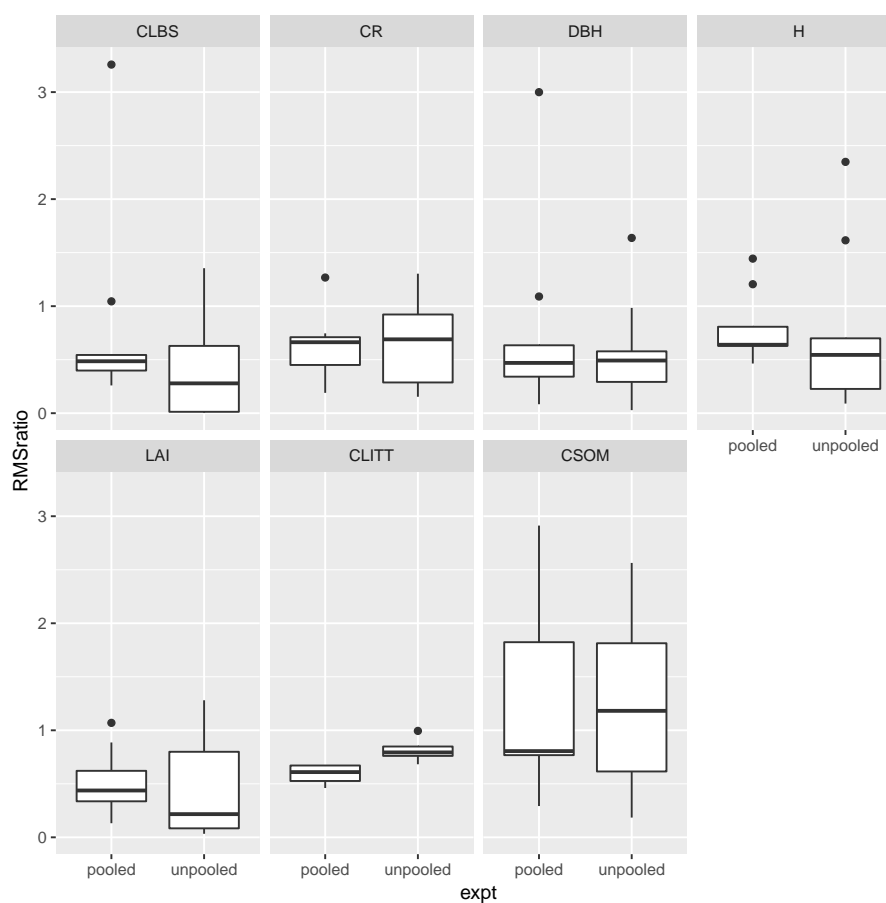 CLBS CR DBH H
3
2
1
0
pooled unpooled
LAI CLITT CSOM
3
2
1
0
pooled unpooled pooled unpooled pooled unpooled
expt
RMSratio